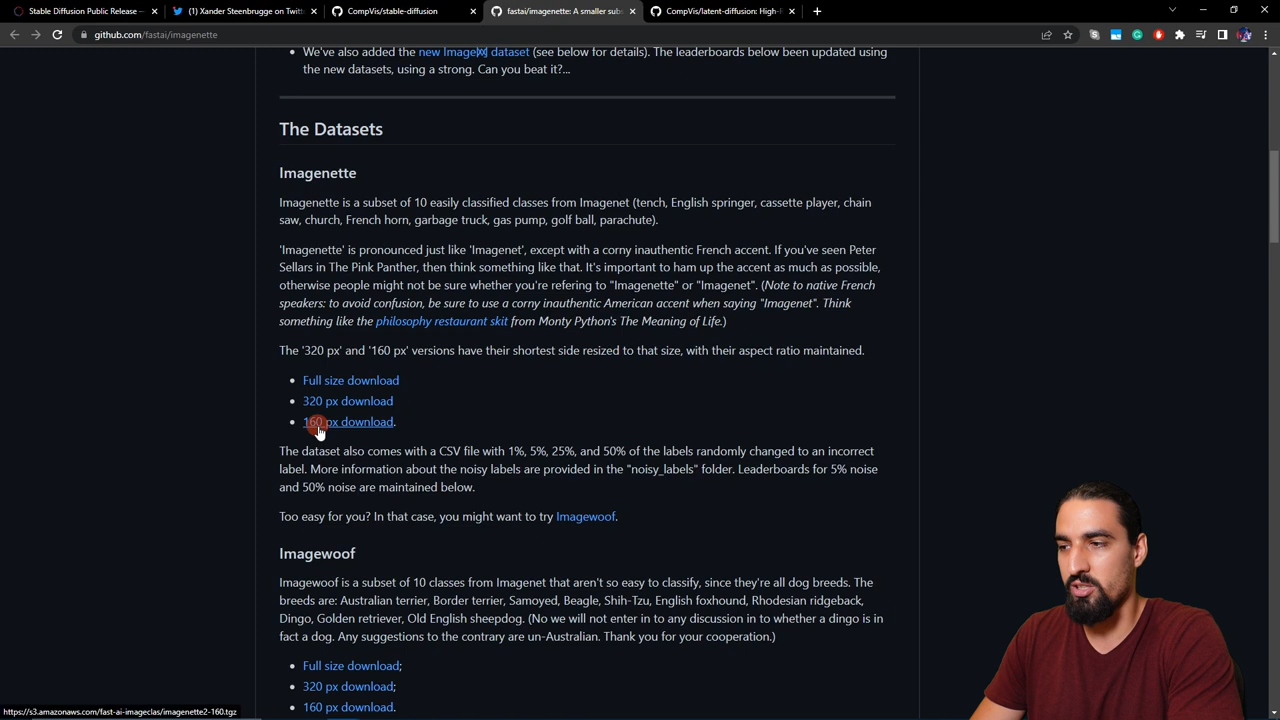 Stable Diffusion Public Release —
(1) Xander Steenbrugge on Twitt
CompVis/stable-diffusion
fastai/imagenette: A smaller subs
CompVis/latent-diffusion: High-R
github.com/fastai/imagenette
We've also added the new Image网 dataset (see below for details). The leaderboards below been updated using
the new datasets, using a strong. Can you beat it?...
The Datasets
Imagenette
Imagenette is a subset of 10 easily classified classes from Imagenet (tench, English springer, cassette player, chain
saw, church, French horn, garbage truck, gas pump, golf ball, parachute).
'Imagenette' is pronounced just like 'Imagenet', except with a corny inauthentic French accent. If you've seen Peter
Sellars in The Pink Panther, then think something like that. It's important to ham up the accent as much as possible,
otherwise people might not be sure whether you're refering to "Imagenette" or "Imagenet". (Note to native French
speakers: to avoid confusion, be sure to use a corny inauthentic American accent when saying "Imagenet". Think
something like the philosophy restaurant skit from Monty Python's The Meaning of Life.)
The '320 px' and '160 px' versions have their shortest side resized to that size, with their aspect ratio maintained.
Full size download
320 px download
160 px download.
The dataset also comes with a CSV file with 1%, 5%, 25%, and 50% of the labels randomly changed to an incorrect
label. More information about the noisy labels are provided in the "noisy_labels" folder. Leaderboards for 5% noise
and 50% noise are maintained below.
Too easy for you? In that case, you might want to try Imagewoof.
Imagewoof
Imagewoof is a subset of 10 classes from Imagenet that aren't so easy to classify, since they're all dog breeds. The
breeds are: Australian terrier, Border terrier, Samoyed, Beagle, Shih-Tzu, English foxhound, Rhodesian ridgeback,
Dingo, Golden retriever, Old English sheepdog. (No we will not enter in to any discussion in to whether a dingo is in
fact a dog. Any suggestions to the contrary are un-Australian. Thank you for your cooperation.)
Full size download;
320 px download;
160 px download.
https://s3.amazonaws.com/fast-ai-imageclas/imagenette2-160.tgz